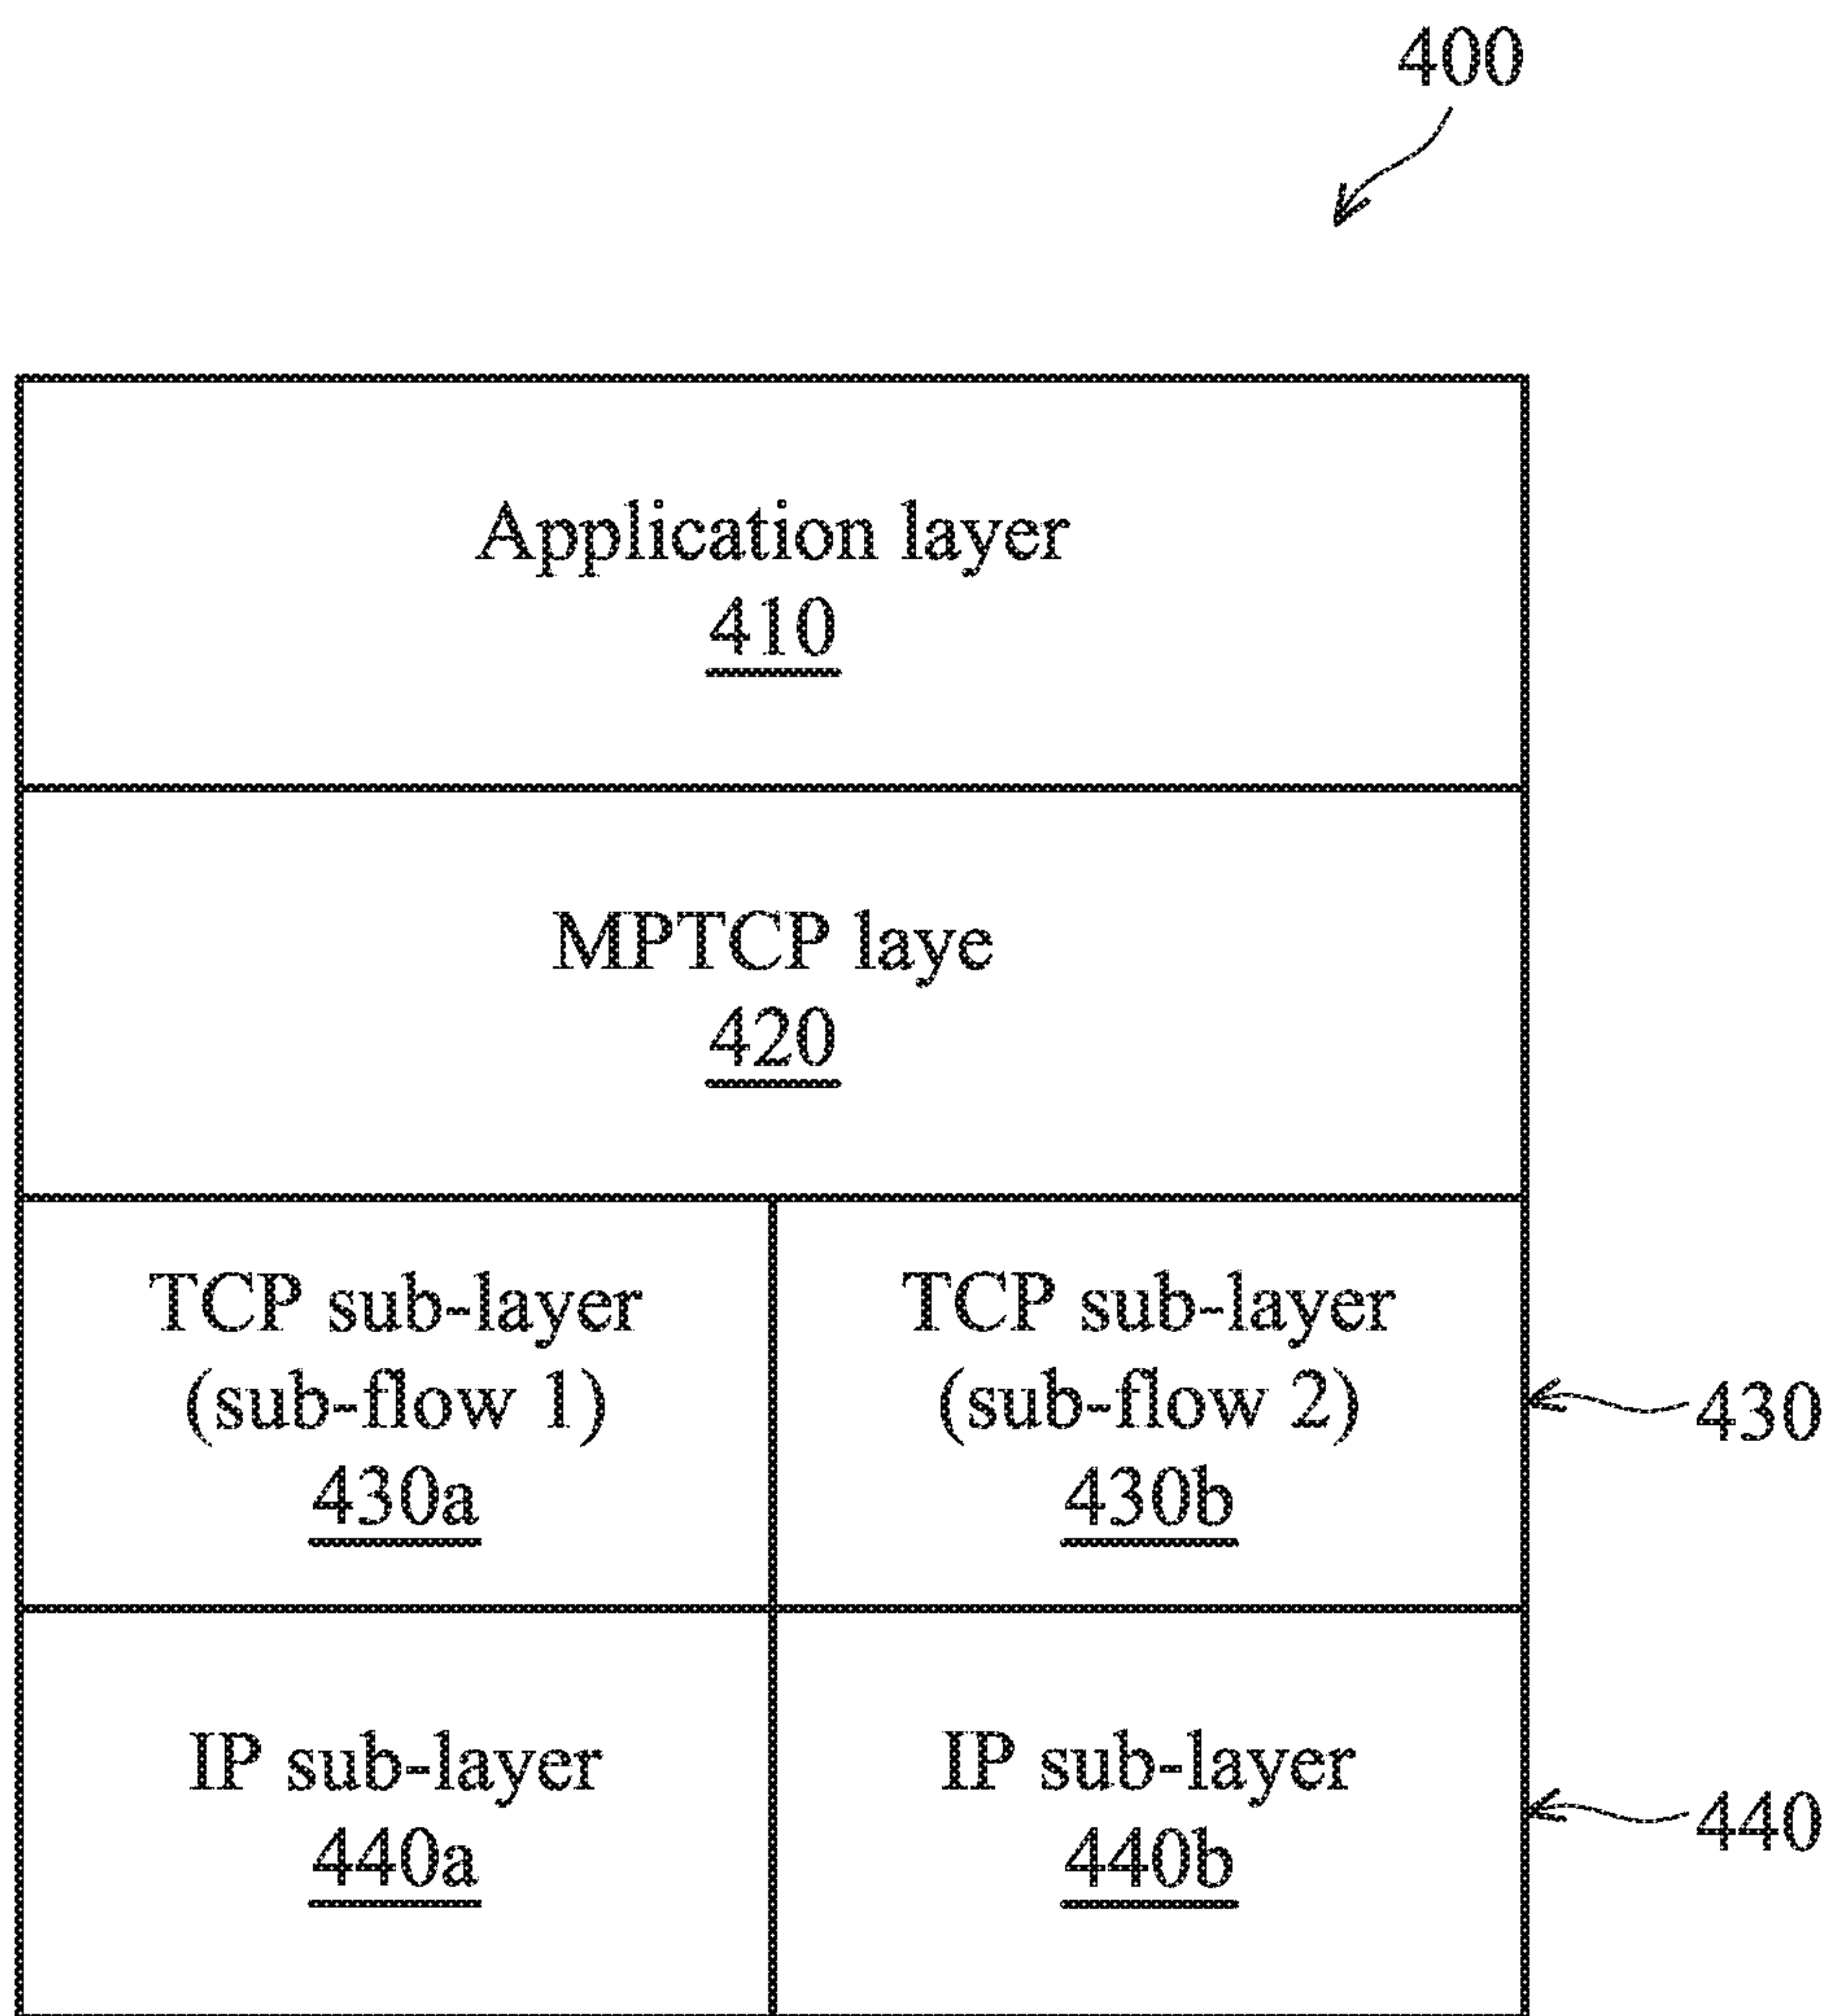 400
Application layer
410
MPTCP laye
420
TCP sub-layer
(sub-flow 1)
430a
TCP sub-layer
(sub-flow 2)
430b
430
IP sub-layer
440a
IP sub-layer
440b
440